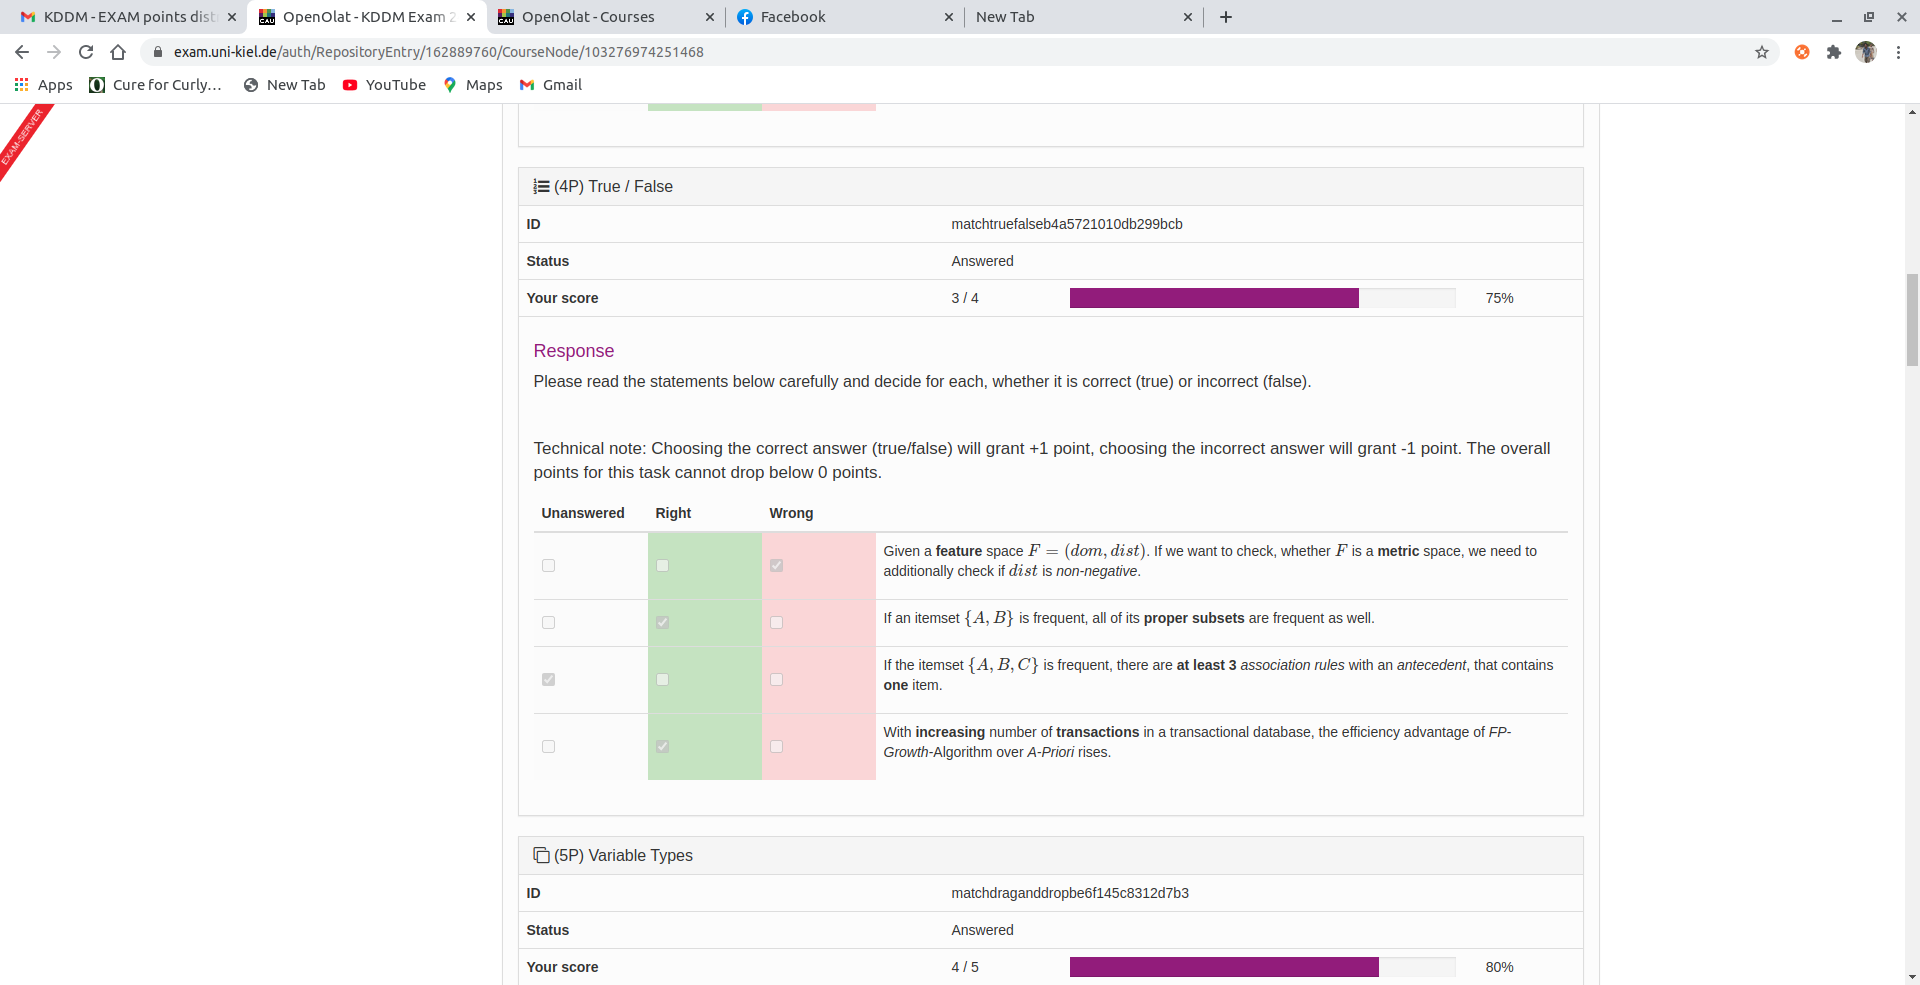 KDDM - EXAM points dist
OpenOlat - KDDM Exam 2
OpenOlat - Courses
Facebook
New Tab
exam.uni-kiel.de/auth/RepositoryEntry/162889760/CourseNode/103276974251468
Apps
Cure for Curly…
New Tab
YouTube
Maps
Gmail
EXAM-SERVER
(4P) True / False
ID matchtruefalseb4a5721010db299bcb
Status Answered
Your score 3 / 4 75%
Response
Please read the statements below carefully and decide for each, whether it is correct (true) or incorrect (false).
Technical note: Choosing the correct answer (true/false) will grant +1 point, choosing the incorrect answer will grant -1 point. The overall
points for this task cannot drop below 0 points.
Unanswered Right Wrong
Given a feature space F = (dom, dist). If we want to check, whether F is a metric space, we need to
additionally check if dist is non-negative.
If an itemset {A, B} is frequent, all of its proper subsets are frequent as well.
If the itemset {A, B, C} is frequent, there are at least 3 association rules with an antecedent, that contains
one item.
With increasing number of transactions in a transactional database, the efficiency advantage of FP-
Growth-Algorithm over A-Priori rises.
(5P) Variable Types
ID matchdraganddropbe6f145c8312d7b3
Status Answered
Your score 4 / 5 80%